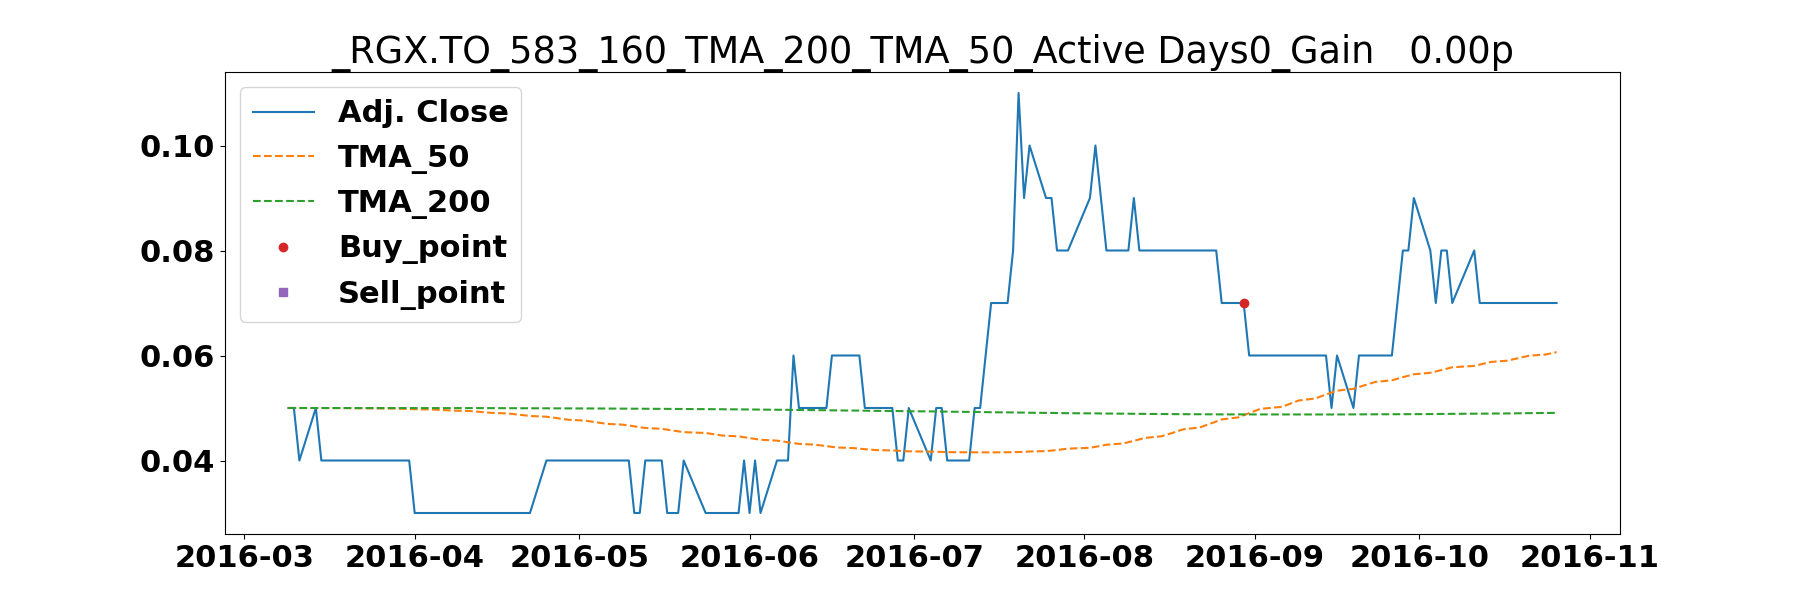 _RGX.TO_583_160_TMA_200_TMA_50_Active Days0_Gain   0.00p
Adj. Close
TMA_50
TMA_200
Buy_point
Sell_point
0.10
0.08
0.06
0.04
2016-03 2016-04 2016-05 2016-06 2016-07 2016-08 2016-09 2016-10 2016-11